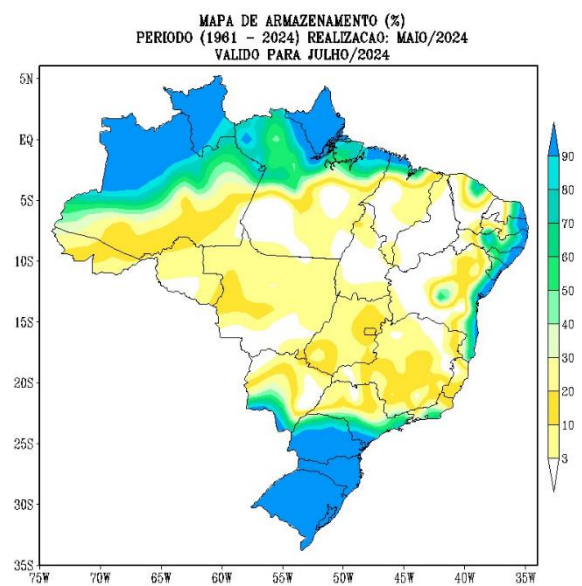 MAPA DE ARMAZENAMENTO (%)
PERIODO (1961 - 2024) REALIZACAO: MAIO/2024
VALIDO PARA JULHO/2024
5N
EQ
5S
10S
15S
20S
25S
30S
35S
75W
70W
65W
60W
55W
50W
45W
40W
35W
90
80
70
60
50
40
30
20
10
3